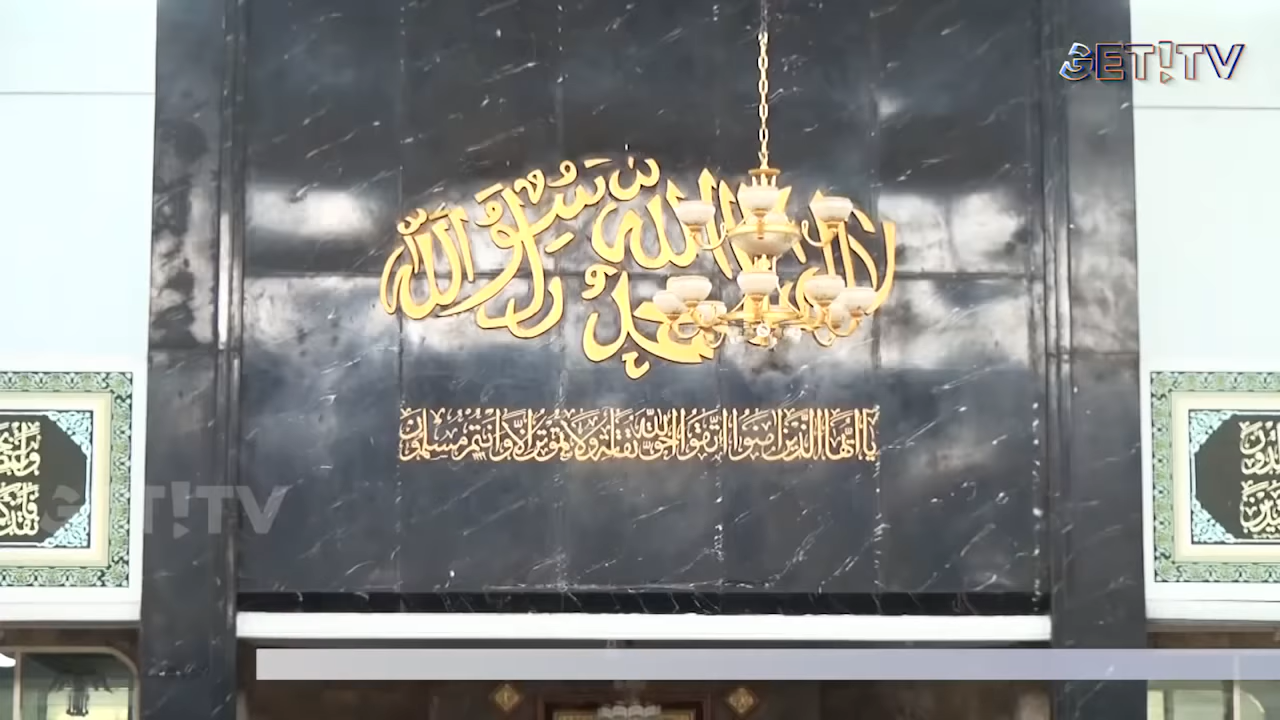 GET!TV
لا إله إلا الله محمد رسول الله
يا أيها الذين آمنوا اتقوا الله حق تقاته ولا تموتن إلا وأنتم مسلمون
GET!TV